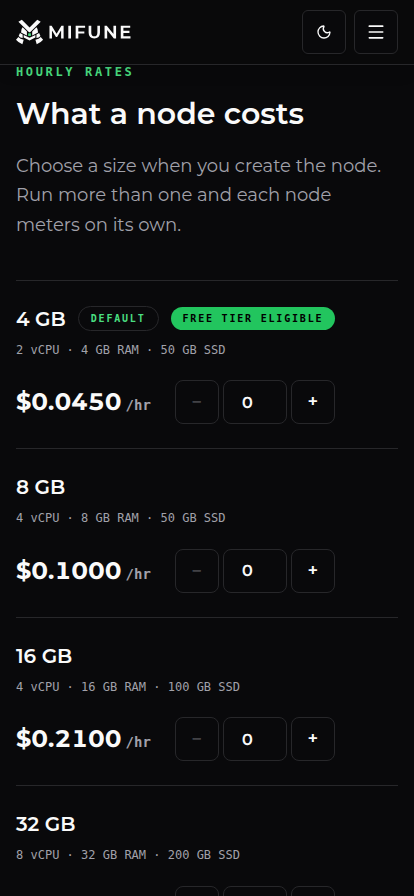 MIFUNE
HOURLY RATES
What a node costs
Choose a size when you create the node.
Run more than one and each node
meters on its own.
4 GB DEFAULT FREE TIER ELIGIBLE
2 vCPU · 4 GB RAM · 50 GB SSD
$0.0450 /hr − 0 +
8 GB
4 vCPU · 8 GB RAM · 50 GB SSD
$0.1000 /hr − 0 +
16 GB
4 vCPU · 16 GB RAM · 100 GB SSD
$0.2100 /hr − 0 +
32 GB
8 vCPU · 32 GB RAM · 200 GB SSD